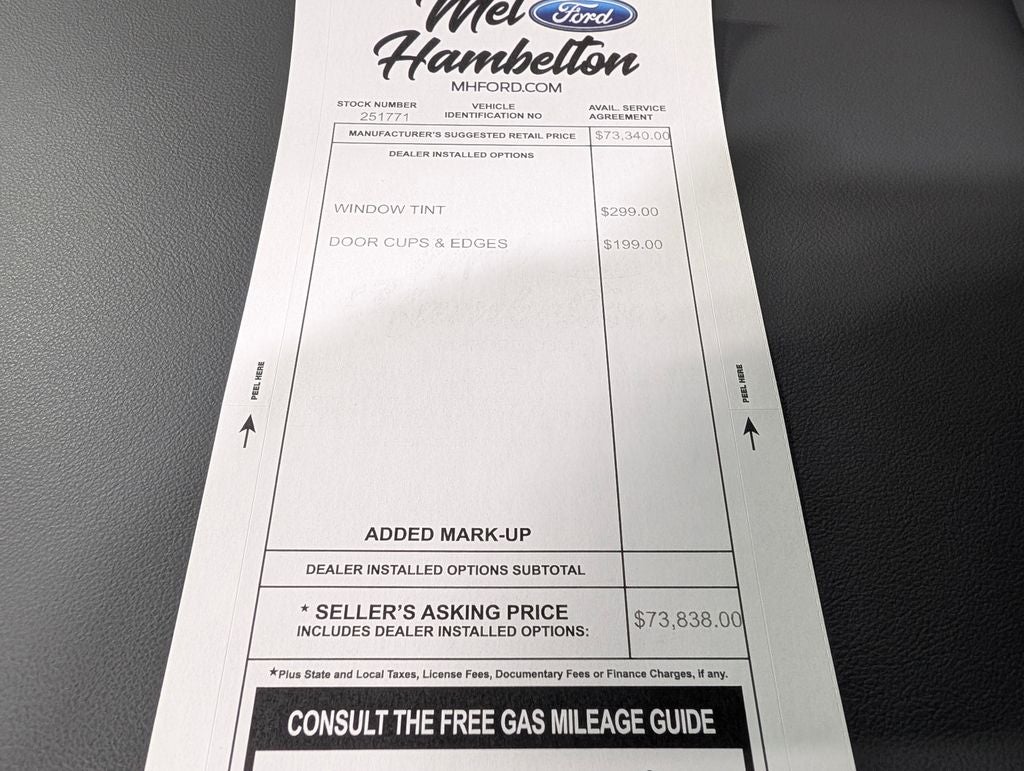 Mel Ford
Hambelton
MHFORD.COM
STOCK NUMBER
251771
VEHICLE
IDENTIFICATION NO
AVAIL. SERVICE
AGREEMENT
MANUFACTURER'S SUGGESTED RETAIL PRICE $73,340.00
DEALER INSTALLED OPTIONS
WINDOW TINT $299.00
DOOR CUPS & EDGES $199.00
PEEL HERE
PEEL HERE
ADDED MARK-UP
DEALER INSTALLED OPTIONS SUBTOTAL
* SELLER'S ASKING PRICE $73,838.00
INCLUDES DEALER INSTALLED OPTIONS:
*Plus State and Local Taxes, License Fees, Documentary Fees or Finance Charges, if any.
CONSULT THE FREE GAS MILEAGE GUIDE